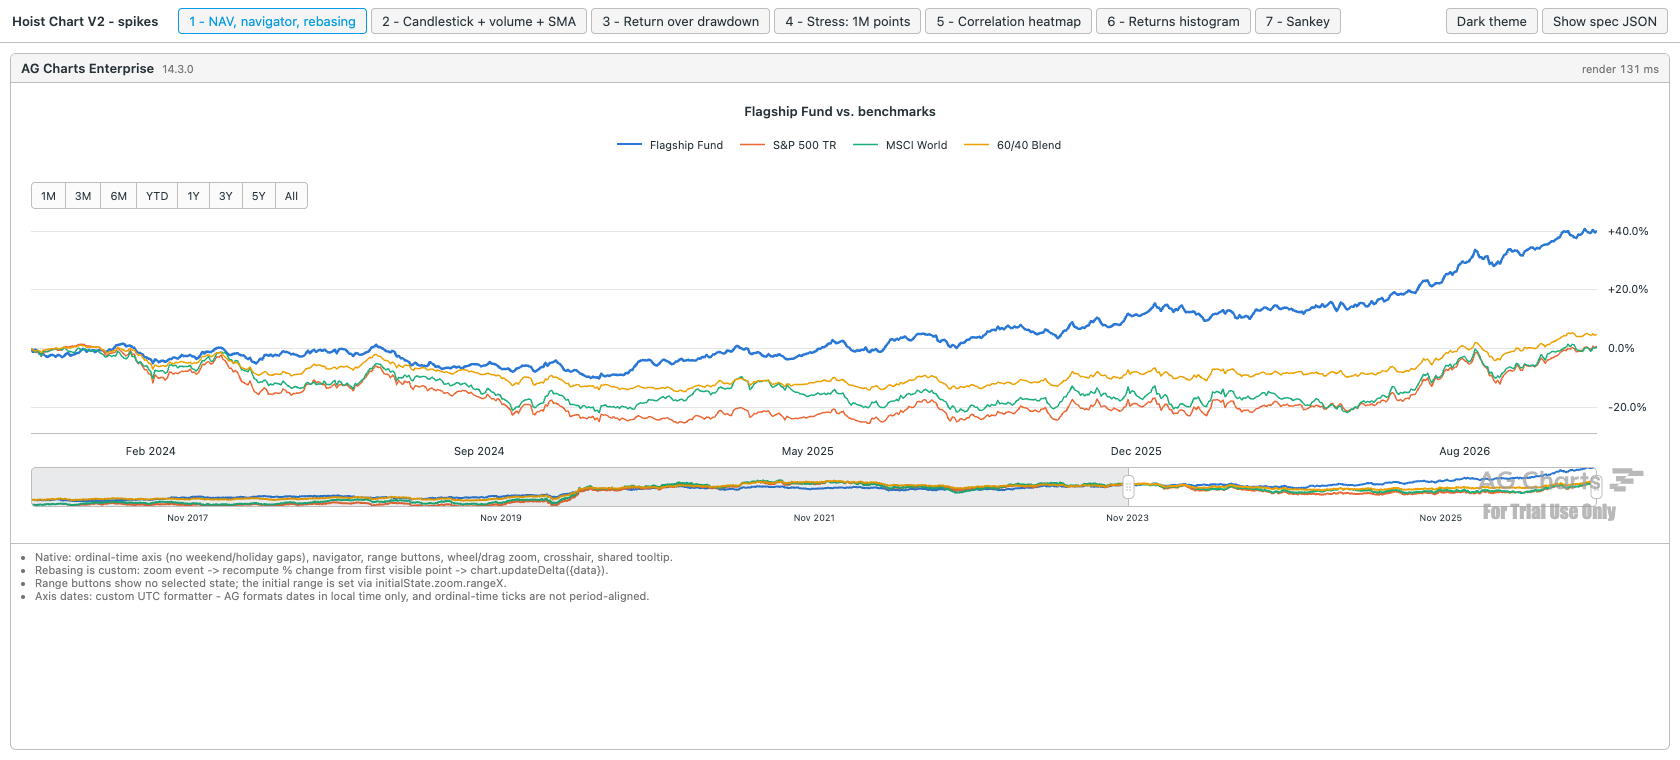 Hoist Chart V2 - spikes
1 - NAV, navigator, rebasing
2 - Candlestick + volume + SMA
3 - Return over drawdown
4 - Stress: 1M points
5 - Correlation heatmap
6 - Returns histogram
7 - Sankey
Dark theme
Show spec JSON
AG Charts Enterprise 14.3.0
render 131 ms
Flagship Fund vs. benchmarks
Flagship Fund
S&P 500 TR
MSCI World
60/40 Blend
1M 3M 6M YTD 1Y 3Y 5Y All
+40.0%
+20.0%
0.0%
-20.0%
Feb 2024 Sep 2024 May 2025 Dec 2025 Aug 2026
AG Charts
For Trial Use Only
Nov 2017 Nov 2019 Nov 2021 Nov 2023 Nov 2025
Native: ordinal-time axis (no weekend/holiday gaps), navigator, range buttons, wheel/drag zoom, crosshair, shared tooltip.
Rebasing is custom: zoom event -> recompute % change from first visible point -> chart.updateDelta({data}).
Range buttons show no selected state; the initial range is set via initialState.zoom.rangeX.
Axis dates: custom UTC formatter - AG formats dates in local time only, and ordinal-time ticks are not period-aligned.